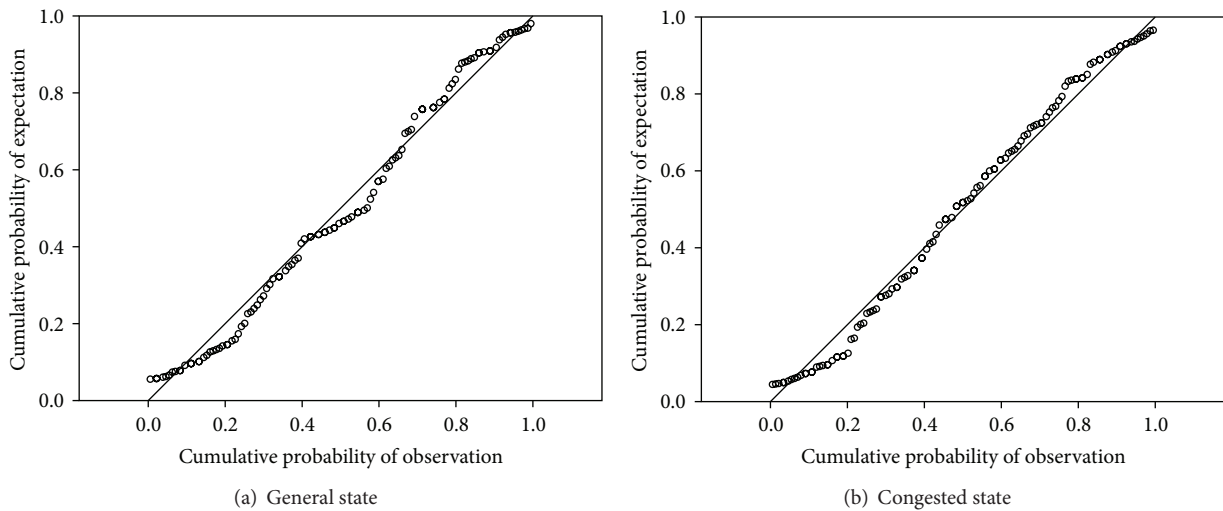 1.0
0.8
0.6
0.4
0.2
0.0
Cumulative probability of expectation
0.0 0.2 0.4 0.6 0.8 1.0
Cumulative probability of observation
(a) General state
1.0
0.8
0.6
0.4
0.2
0.0
Cumulative probability of expectation
0.0 0.2 0.4 0.6 0.8 1.0
Cumulative probability of observation
(b) Congested state